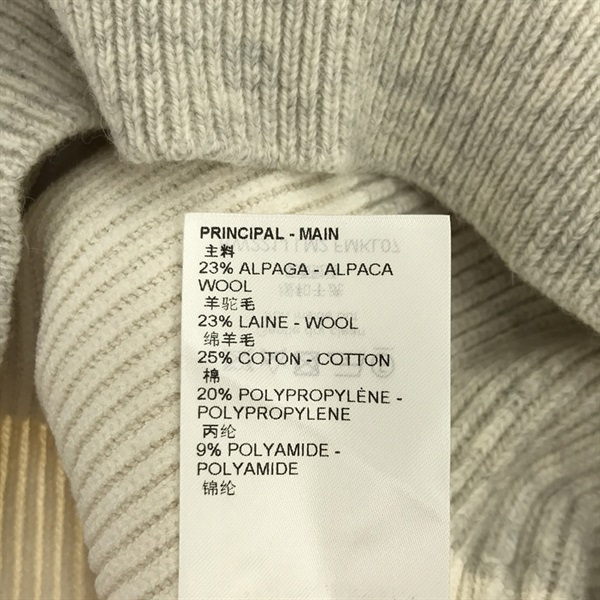 PRINCIPAL - MAIN
主料
23% ALPAGA - ALPACA
WOOL
羊驼毛
23% LAINE - WOOL
绵羊毛
25% COTON - COTTON
棉
20% POLYPROPYLÈNE -
POLYPROPYLENE
丙纶
9% POLYAMIDE -
POLYAMIDE
锦纶